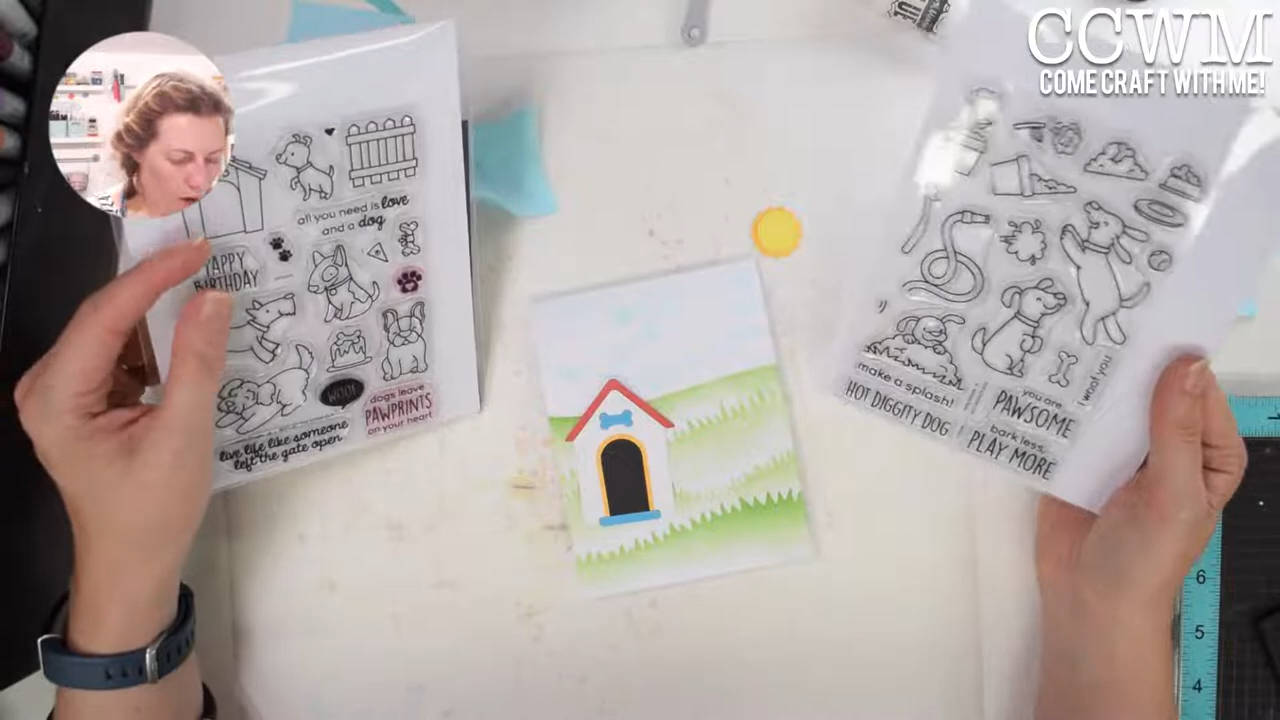 CCWM
COME CRAFT WITH ME!
all you need is love
and a dog
YAPPY
BIRTHDAY
WOOF
dogs leave
PAWPRINTS
on your heart
live life like someone
left the gate open
make a splash!
HOT DIGGITY DOG
you are
PAWSOME
bark less,
PLAY MORE
i woof you
6
5
4